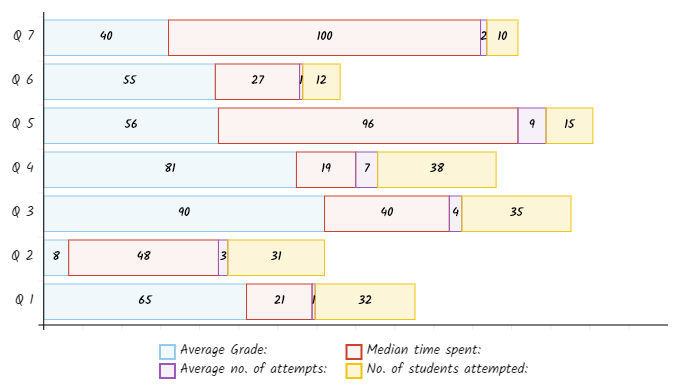 Q 7 40 100 2 10
Q 6 55 27 1 12
Q 5 56 96 9 15
Q 4 81 19 7 38
Q 3 90 40 4 35
Q 2 8 48 3 31
Q 1 65 21 1 32
Average Grade: Median time spent:
Average no. of attempts: No. of students attempted: